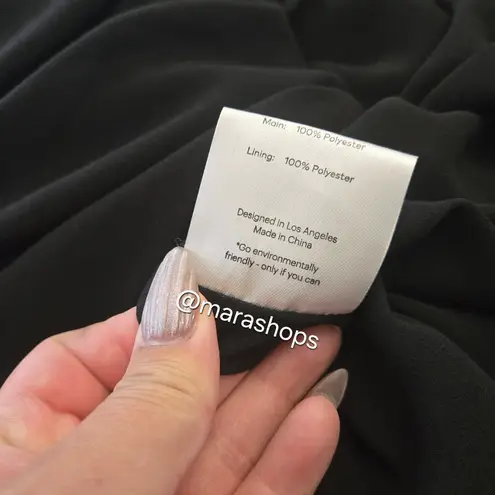 Main: 100% Polyester
Lining: 100% Polyester
Designed in Los Angeles
Made in China
*Go environmentally
friendly - only if you can
@marashops